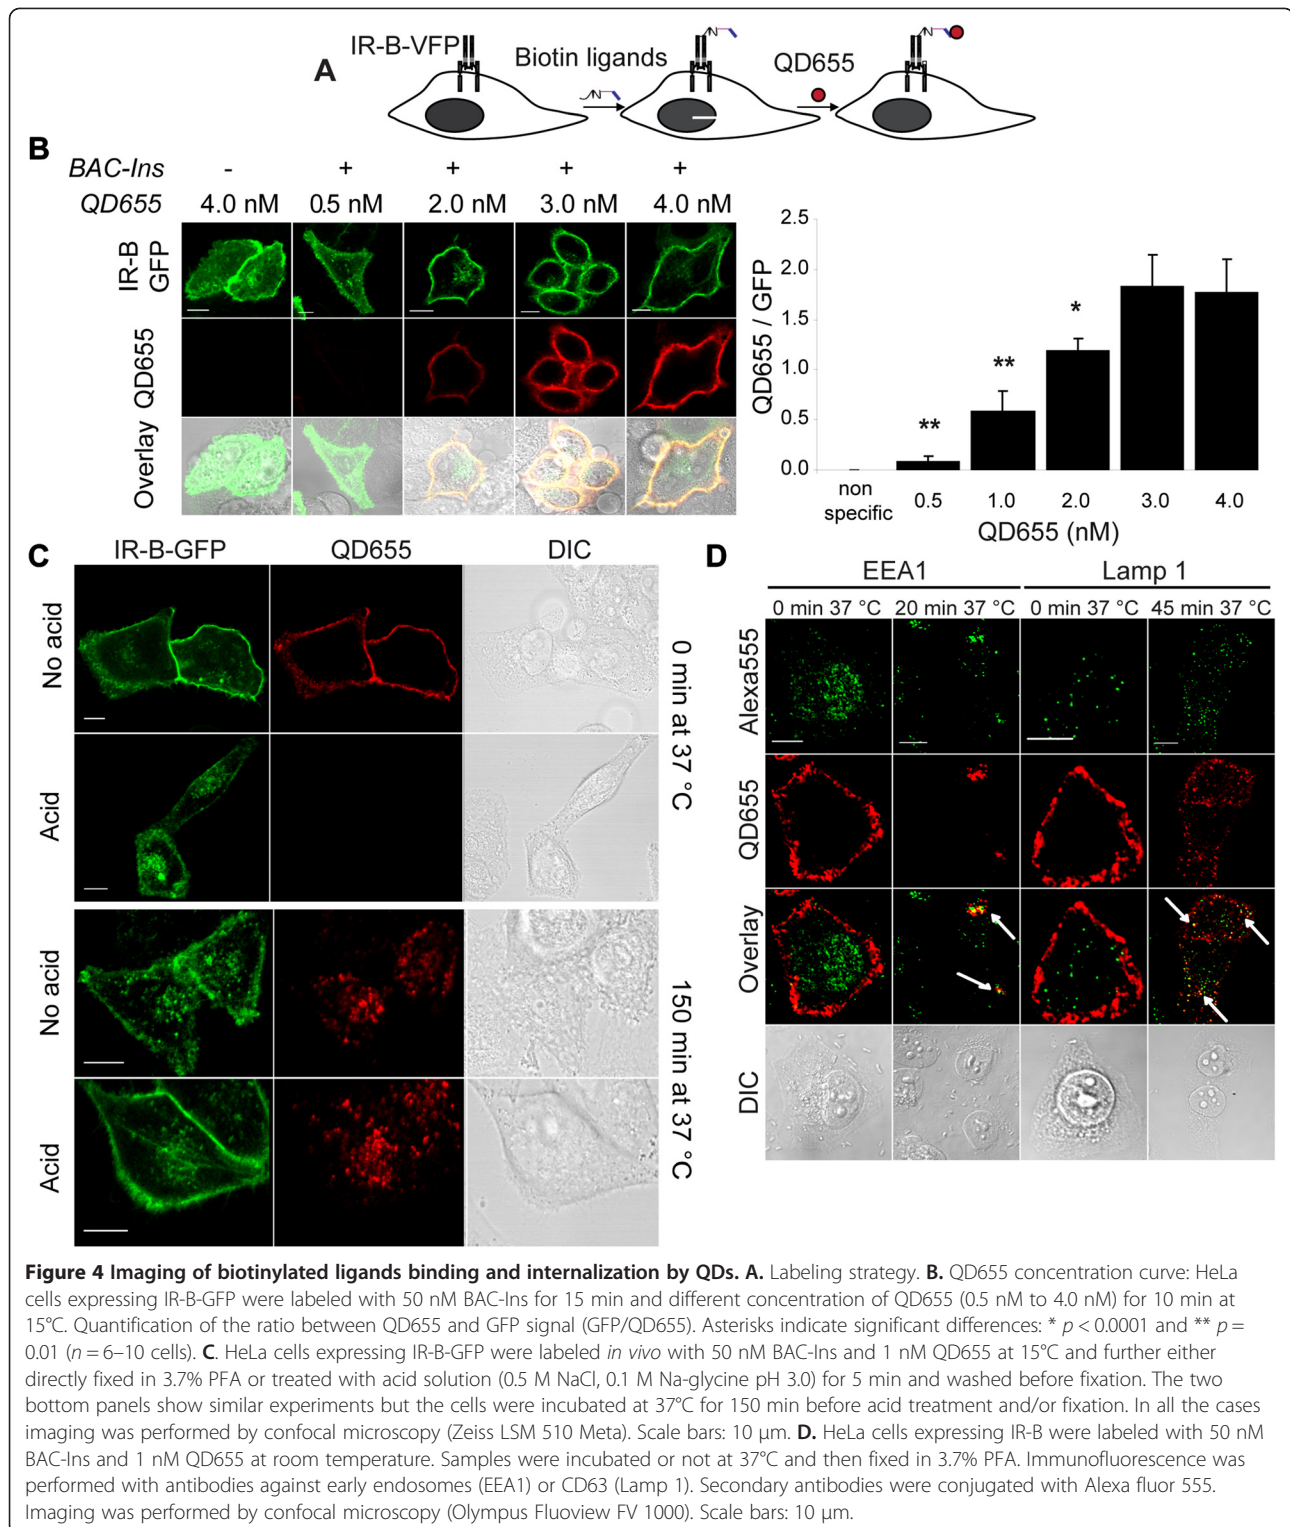 A
IR-B-VFP
Biotin ligands
QD655
N
N
N
B
BAC-Ins - + + + +
QD655 4.0 nM 0.5 nM 2.0 nM 3.0 nM 4.0 nM
IR-B
GFP
QD655
Overlay
QD655 / GFP
2.5
2.0
1.5
1.0
0.5
0.0
** ** *
non
specific
0.5 1.0 2.0 3.0 4.0
QD655 (nM)
C
IR-B-GFP QD655 DIC
No acid
Acid
0 min at 37 °C
No acid
Acid
150 min at 37 °C
D
EEA1 Lamp 1
0 min 37 °C 20 min 37 °C 0 min 37 °C 45 min 37 °C
Alexa555
QD655
Overlay
DIC
Figure 4 Imaging of biotinylated ligands binding and internalization by QDs. A. Labeling strategy. B. QD655 concentration curve: HeLa
cells expressing IR-B-GFP were labeled with 50 nM BAC-Ins for 15 min and different concentration of QD655 (0.5 nM to 4.0 nM) for 10 min at
15°C. Quantification of the ratio between QD655 and GFP signal (GFP/QD655). Asterisks indicate significant differences: * p < 0.0001 and ** p =
0.01 (n = 6–10 cells). C. HeLa cells expressing IR-B-GFP were labeled in vivo with 50 nM BAC-Ins and 1 nM QD655 at 15°C and further either
directly fixed in 3.7% PFA or treated with acid solution (0.5 M NaCl, 0.1 M Na-glycine pH 3.0) for 5 min and washed before fixation. The two
bottom panels show similar experiments but the cells were incubated at 37°C for 150 min before acid treatment and/or fixation. In all the cases
imaging was performed by confocal microscopy (Zeiss LSM 510 Meta). Scale bars: 10 μm. D. HeLa cells expressing IR-B were labeled with 50 nM
BAC-Ins and 1 nM QD655 at room temperature. Samples were incubated or not at 37°C and then fixed in 3.7% PFA. Immunofluorescence was
performed with antibodies against early endosomes (EEA1) or CD63 (Lamp 1). Secondary antibodies were conjugated with Alexa fluor 555.
Imaging was performed by confocal microscopy (Olympus Fluoview FV 1000). Scale bars: 10 μm.